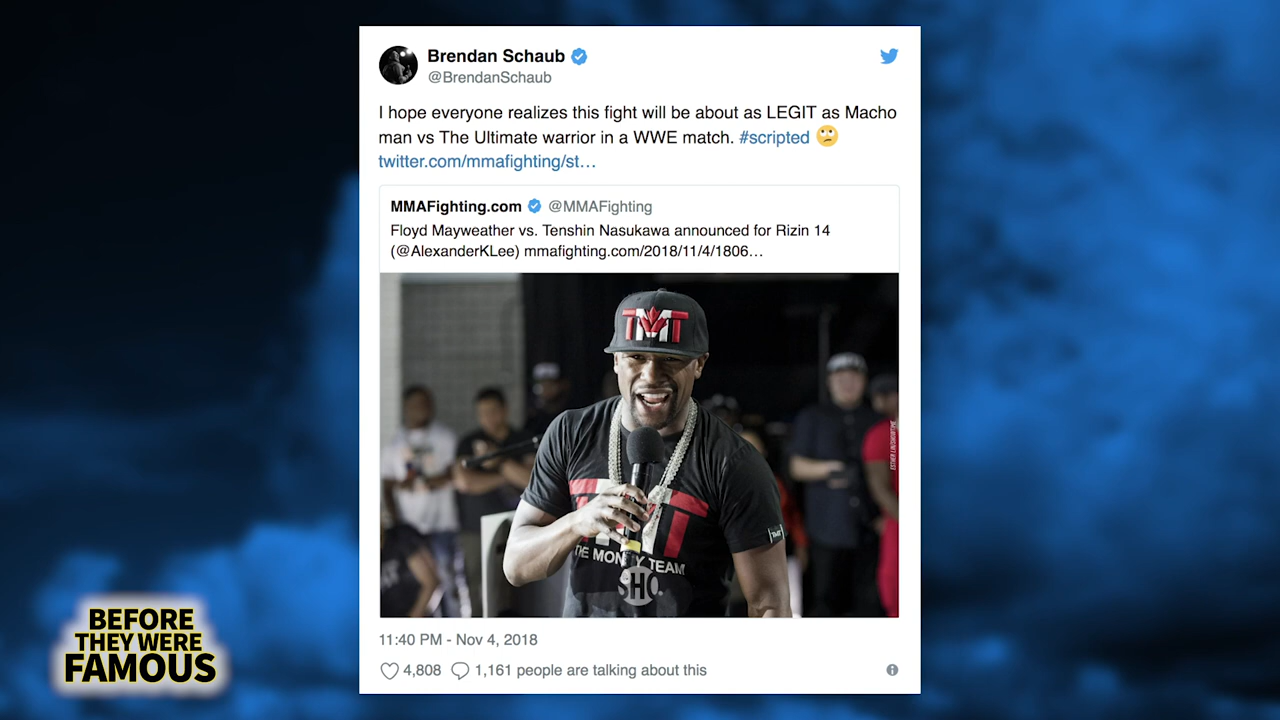 Brendan Schaub
@BrendanSchaub
I hope everyone realizes this fight will be about as LEGIT as Macho
man vs The Ultimate warrior in a WWE match. #scripted 🙄
twitter.com/mmafighting/st…
MMAFighting.com @MMAFighting
Floyd Mayweather vs. Tenshin Nasukawa announced for Rizin 14
(@AlexanderKLee) mmafighting.com/2018/11/4/1806…
TMT
TMT
THE MONEY TEAM
TMT
SHO
11:40 PM - Nov 4, 2018
4,808 1,161 people are talking about this
BEFORE
THEY WERE
FAMOUS